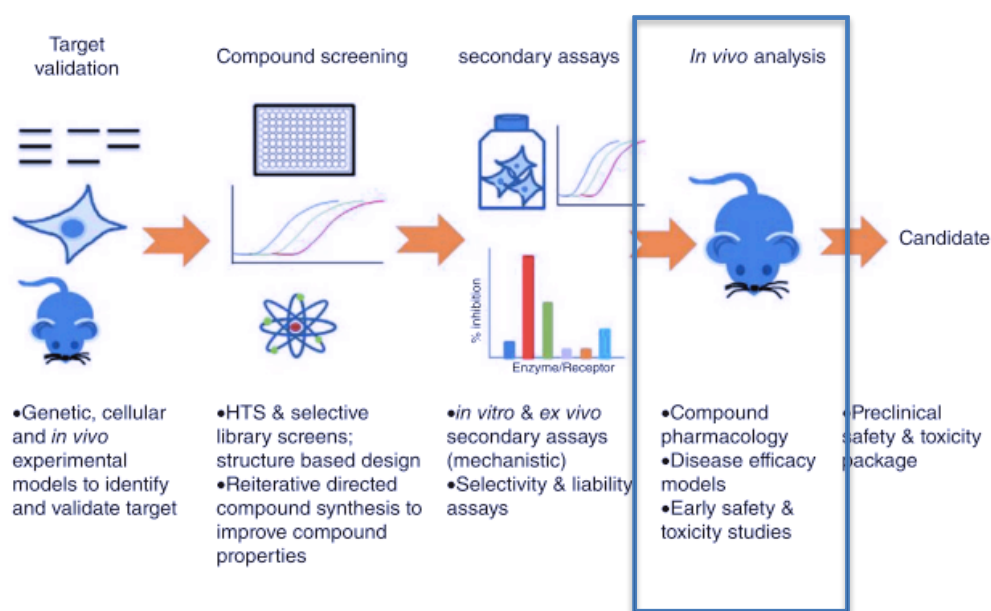 Target
validation
Compound screening
secondary assays
In vivo analysis
% inhibition
Enzyme/Receptor
Candidate
•Genetic, cellular
and in vivo
experimental
models to identify
and validate target
•HTS & selective
library screens;
structure based design
•Reiterative directed
compound synthesis to
improve compound
properties
•in vitro & ex vivo
secondary assays
(mechanistic)
•Selectivity & liability
assays
•Compound
pharmacology
•Disease efficacy
models
•Early safety &
toxicity studies
•Preclinical
safety & toxicity
package